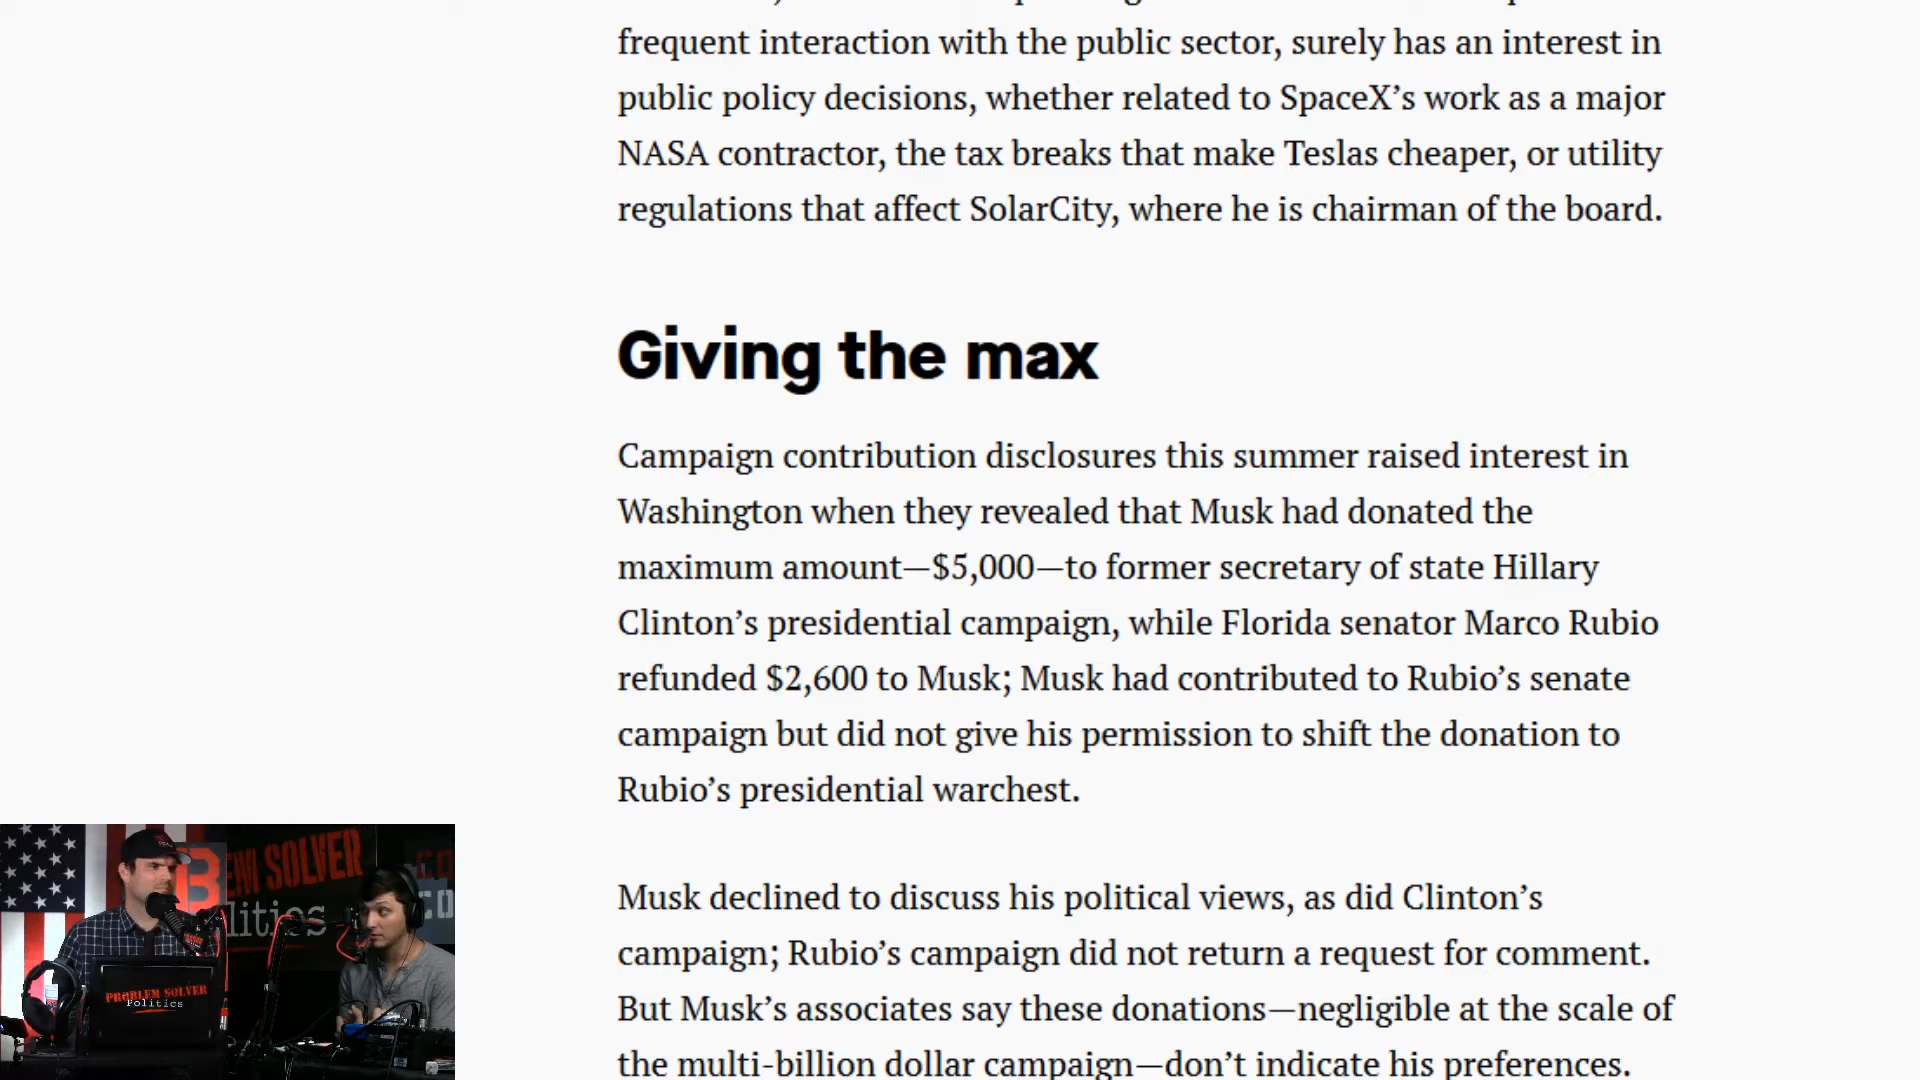 frequent interaction with the public sector, surely has an interest in
public policy decisions, whether related to SpaceX’s work as a major
NASA contractor, the tax breaks that make Teslas cheaper, or utility
regulations that affect SolarCity, where he is chairman of the board.
Giving the max
Campaign contribution disclosures this summer raised interest in
Washington when they revealed that Musk had donated the
maximum amount—$5,000—to former secretary of state Hillary
Clinton’s presidential campaign, while Florida senator Marco Rubio
refunded $2,600 to Musk; Musk had contributed to Rubio’s senate
campaign but did not give his permission to shift the donation to
Rubio’s presidential warchest.
Musk declined to discuss his political views, as did Clinton’s
campaign; Rubio’s campaign did not return a request for comment.
But Musk’s associates say these donations—negligible at the scale of
the multi-billion dollar campaign—don’t indicate his preferences.
EM SOLVER
litics
PROBLEM SOLVER
Politics